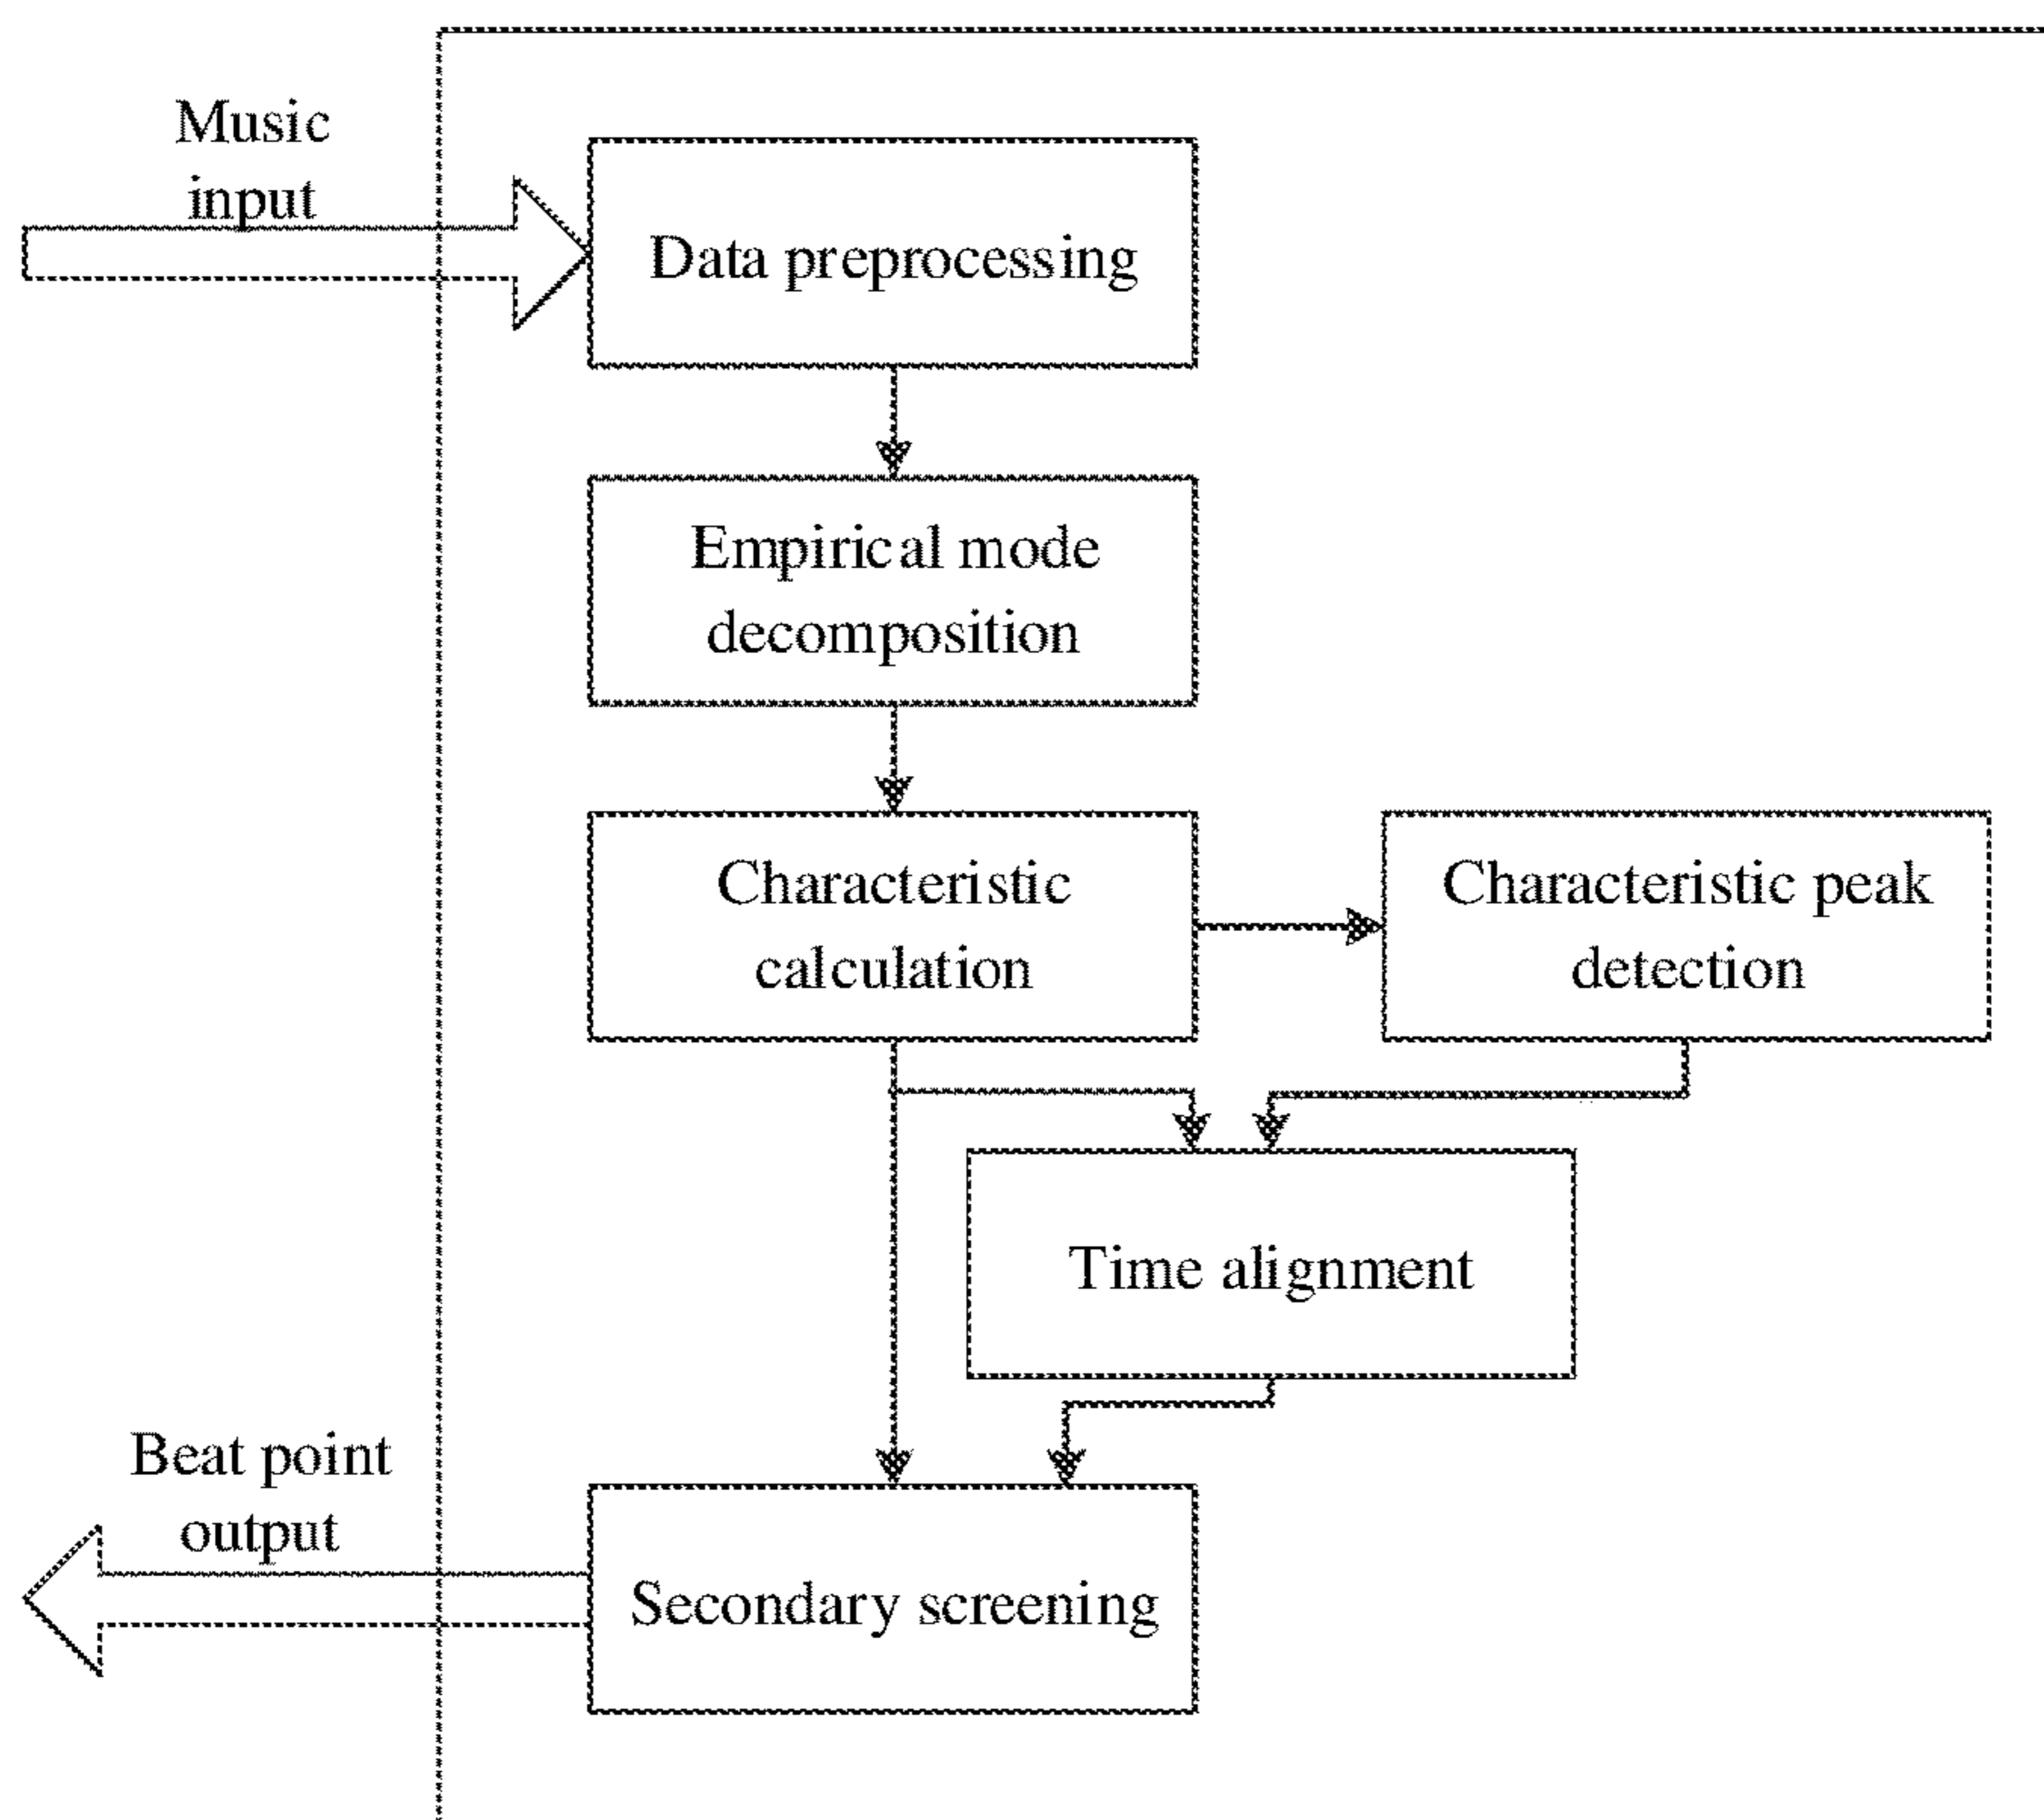 Music
input
Data preprocessing
Empirical mode
decomposition
Characteristic
calculation
Characteristic peak
detection
Time alignment
Beat point
output
Secondary screening